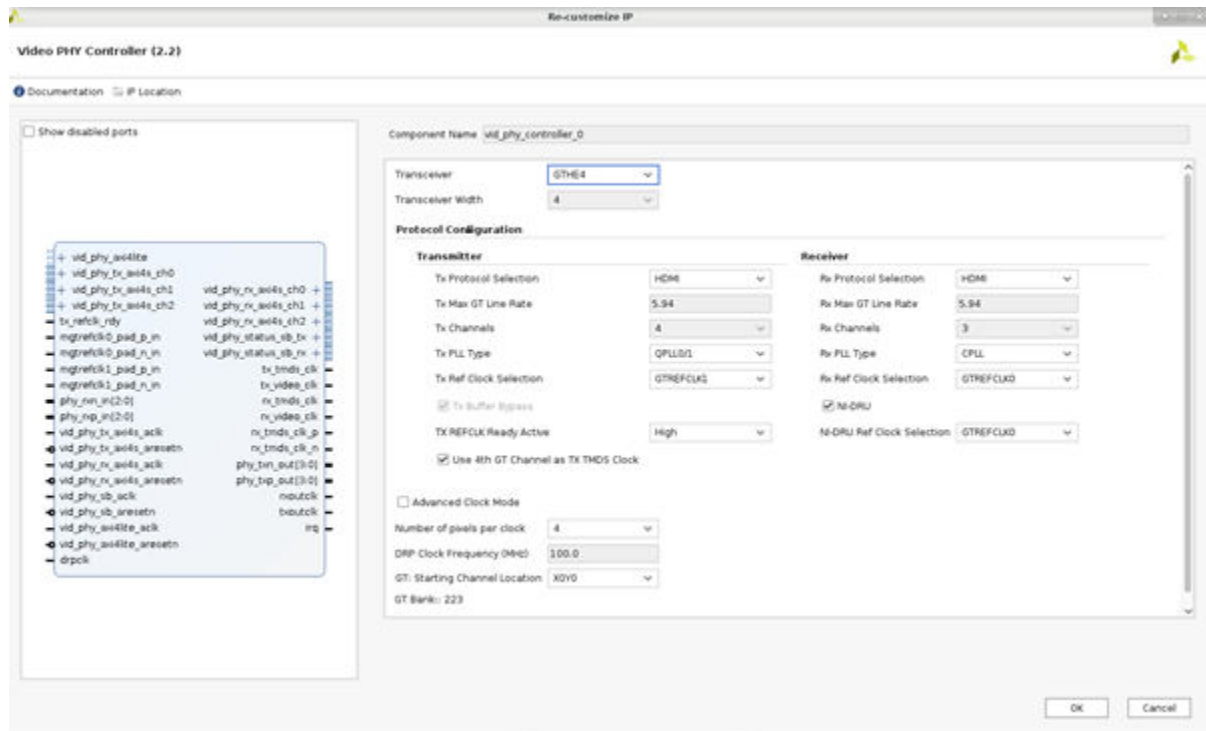 Re-customize IP
Video PHY Controller (2.2)
Documentation IP Location
Show disabled ports
vid_phy_axi4lite
vid_phy_tx_axi4s_ch0
vid_phy_tx_axi4s_ch1
vid_phy_tx_axi4s_ch2
tx_refclk_rdy
mgtrefclk0_pad_p_in
mgtrefclk0_pad_n_in
mgtrefclk1_pad_p_in
mgtrefclk1_pad_n_in
phy_rxn_in[2:0]
phy_rxp_in[2:0]
vid_phy_tx_axi4s_aclk
vid_phy_tx_axi4s_aresetn
vid_phy_rx_axi4s_aclk
vid_phy_rx_axi4s_aresetn
vid_phy_sb_aclk
vid_phy_sb_aresetn
vid_phy_axi4lite_aclk
vid_phy_axi4lite_aresetn
drpclk
vid_phy_rx_axi4s_ch0
vid_phy_rx_axi4s_ch1
vid_phy_rx_axi4s_ch2
vid_phy_status_sb_tx
vid_phy_status_sb_rx
tx_tmds_clk
tx_video_clk
rx_tmds_clk
rx_video_clk
rx_tmds_clk_p
rx_tmds_clk_n
phy_txn_out[3:0]
phy_txp_out[3:0]
rxoutclk
txoutclk
irq
Component Name vid_phy_controller_0
Transceiver GTHE4
Transceiver Width 4
Protocol Configuration
Transmitter
Tx Protocol Selection HDMI
Tx Max GT Line Rate 5.94
Tx Channels 4
Tx PLL Type QPLL0/1
Tx Ref Clock Selection GTREFCLK1
Tx Buffer Bypass
TX REFCLK Ready Active High
Use 4th GT Channel as TX TMDS Clock
Receiver
Rx Protocol Selection HDMI
Rx Max GT Line Rate 5.94
Rx Channels 3
Rx PLL Type CPLL
Rx Ref Clock Selection GTREFCLK0
NI-DRU
NI-DRU Ref Clock Selection GTREFCLK0
Advanced Clock Mode
Number of pixels per clock 4
DRP Clock Frequency (MHz) 100.0
GT: Starting Channel Location X0Y0
GT Bank:: 223
OK Cancel